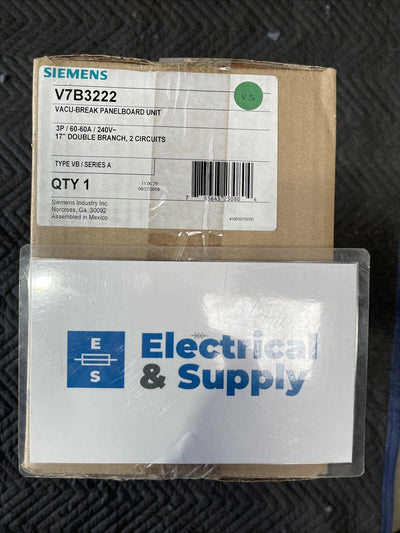 SIEMENS
V7B3222
VS
VACU-BREAK PANELBOARD UNIT
3P / 60-60A / 240V~
17" DOUBLE BRANCH, 2 CIRCUITS
TYPE VB / SERIES A
QTY 1
Siemens Industry Inc.
Norcross, Ga. 30092
Assembled in Mexico
E
S
Electrical
& Supply